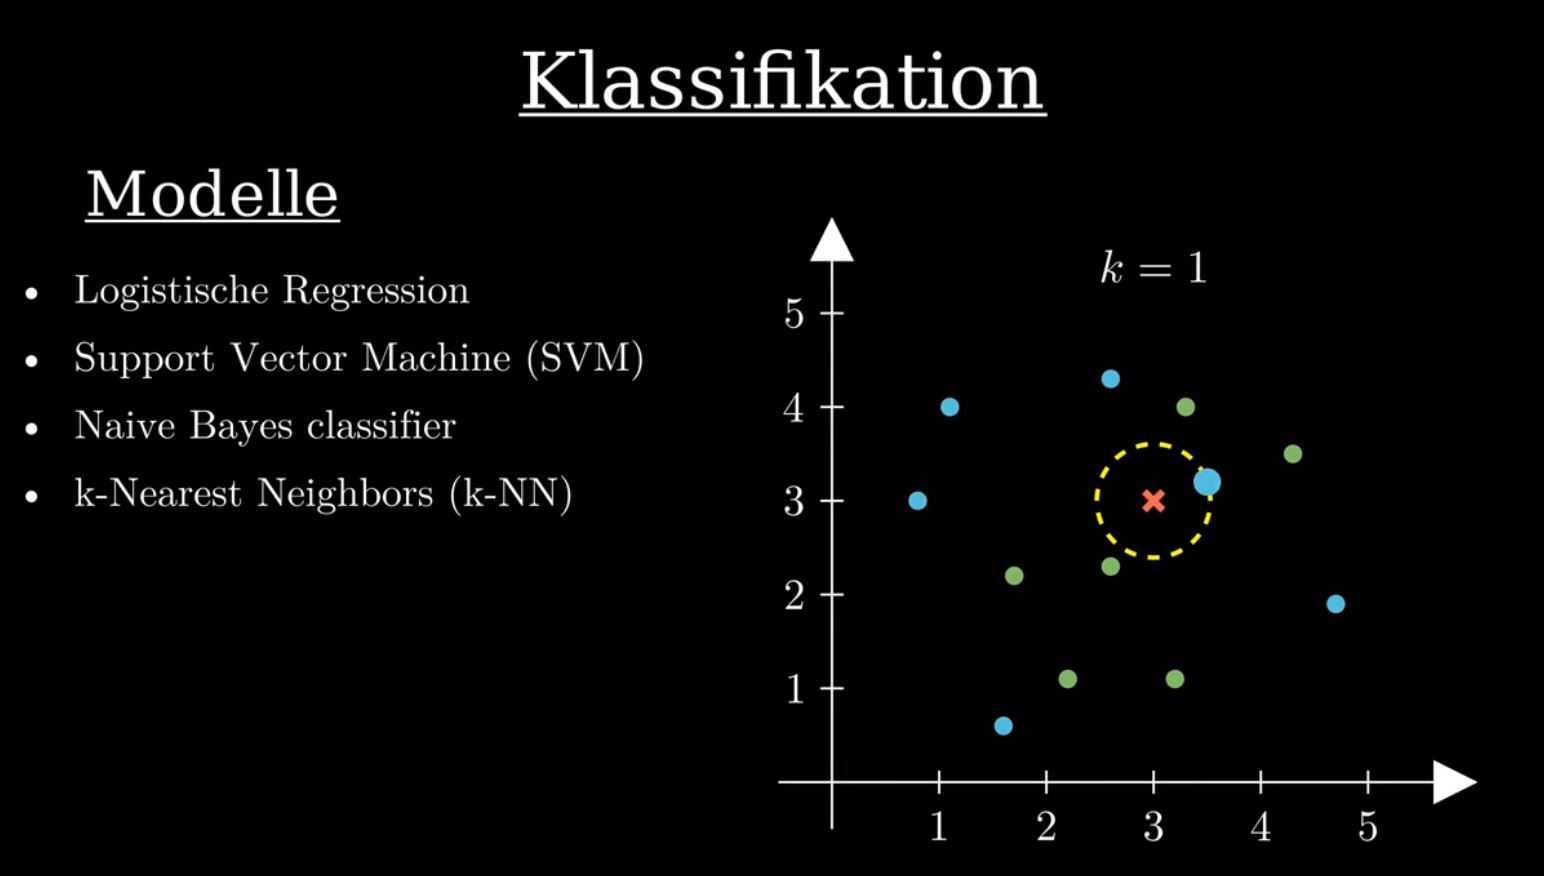 Klassifikation
Modelle
• Logistische Regression
• Support Vector Machine (SVM)
• Naive Bayes classifier
• k-Nearest Neighbors (k-NN)
k = 1
5
4
3
2
1
1 2 3 4 5